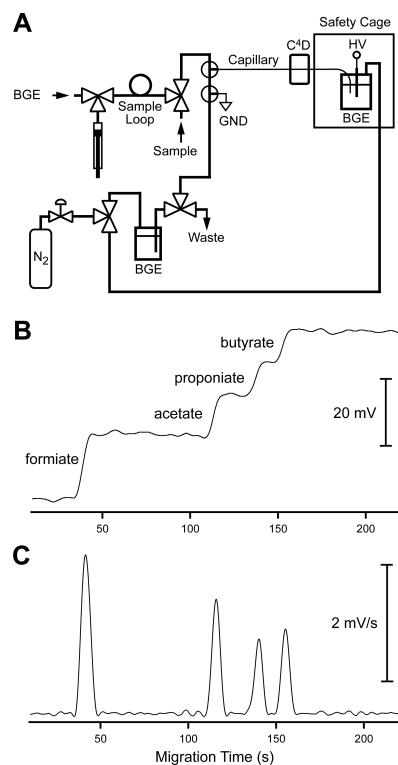 A
Safety Cage
C⁴D
HV
Capillary
BGE
Sample
Loop
GND
BGE
Sample
Waste
N₂
BGE
B
butyrate
proponiate
20 mV
acetate
formiate
50 100 150 200
C
2 mV/s
50 100 150 200
Migration Time (s)